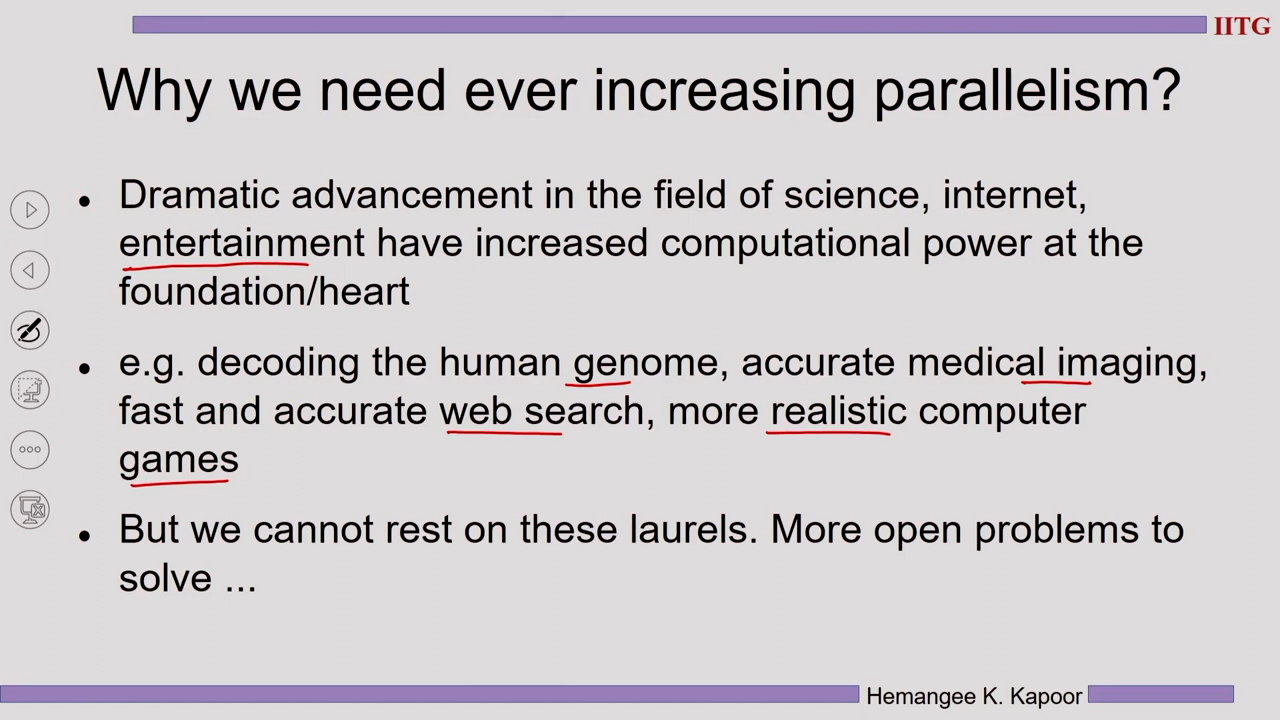 IITG
Why we need ever increasing parallelism?
• Dramatic advancement in the field of science, internet,
entertainment have increased computational power at the
foundation/heart
• e.g. decoding the human genome, accurate medical imaging,
fast and accurate web search, more realistic computer
games
• But we cannot rest on these laurels. More open problems to
solve ...
Hemangee K. Kapoor